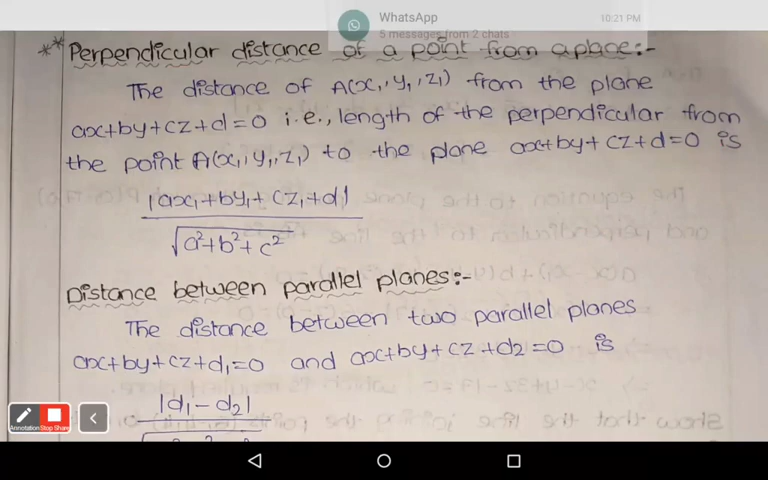 WhatsApp
10:21 PM
5 messages from 2 chats
** Perpendicular distance of a point from a place:-
The distance of A(x₁, y₁, z₁) from the plane
ax+by+cz+d=0 i.e., length of the perpendicular from
the point A(x₁, y₁, z₁) to the plane ax+by+cz+d=0 is
|ax₁+by₁+cz₁+d|
√a²+b²+c²
Distance between parallel planes:-
The distance between two parallel planes
ax+by+cz+d₁=0 and ax+by+cz+d₂=0 is
|d₁-d₂|
Annotation Stop Share